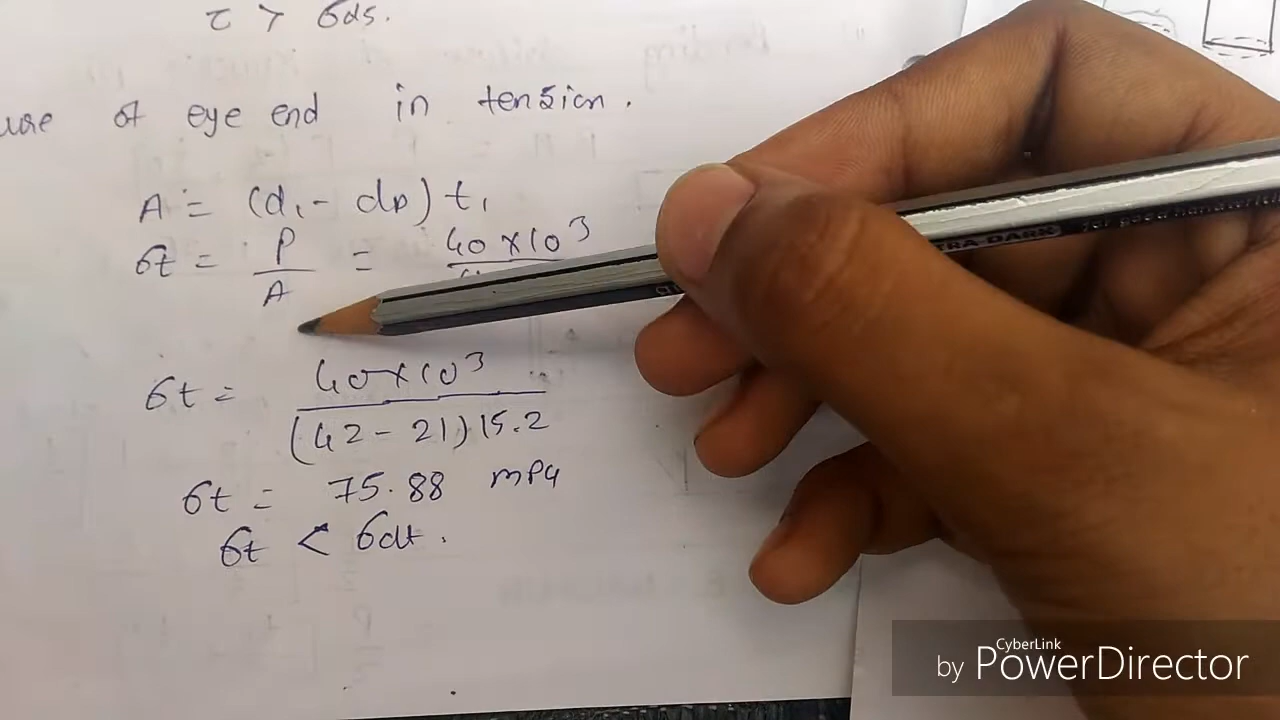 τ > σds.
of eye end in tension.
A = (d₁ - dp) t₁
σt = P/A = 40 × 10³
σt = 40 × 10³ / (42 - 21) 15.2
σt = 75.88 mPa
σt < σdt.
CyberLink
by PowerDirector